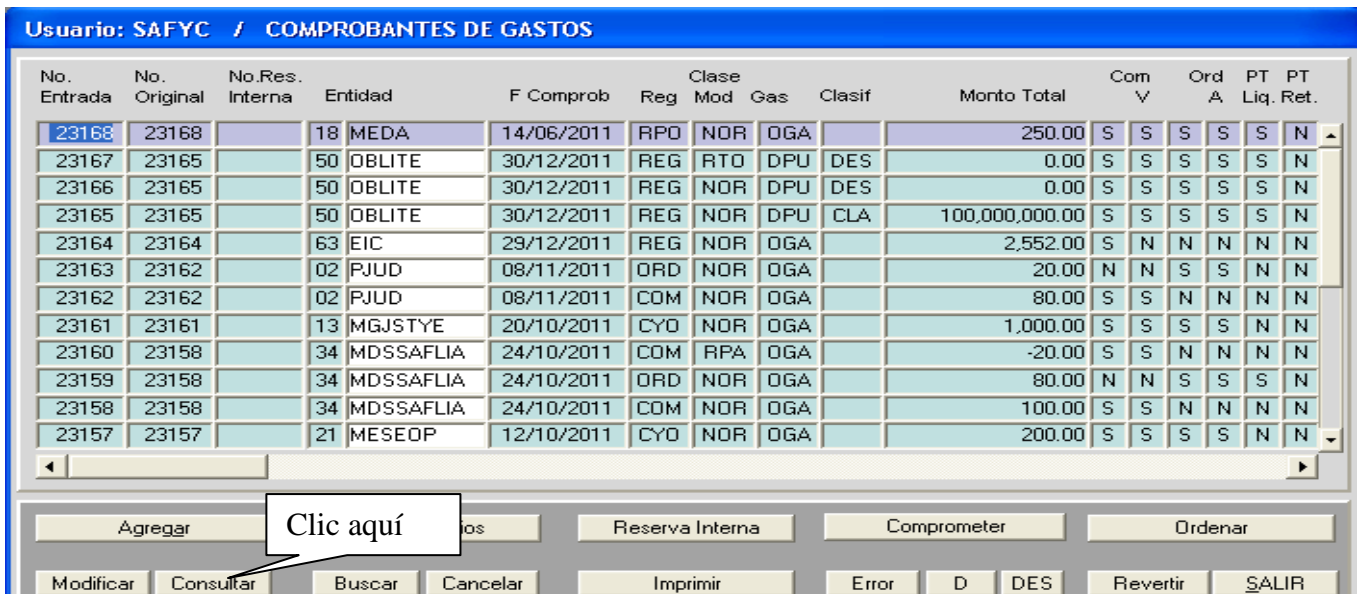 Usuario: SAFYC / COMPROBANTES DE GASTOS
No. No. No.Res. Clase Com Ord PT PT
Entrada Original Interna Entidad F Comprob Reg Mod Gas Clasif Monto Total V A Liq. Ret.
23168 23168 18 MEDA 14/06/2011 RPO NOR OGA 250.00 S S S S S N
23167 23165 50 OBLITE 30/12/2011 REG RTO DPU DES 0.00 S S S S S N
23166 23165 50 OBLITE 30/12/2011 REG NOR DPU DES 0.00 S S S S S N
23165 23165 50 OBLITE 30/12/2011 REG NOR DPU CLA 100,000,000.00 S S S S S N
23164 23164 63 EIC 29/12/2011 REG NOR OGA 2,552.00 S N N N N N
23163 23162 02 PJUD 08/11/2011 ORD NOR OGA 20.00 N N S S N N
23162 23162 02 PJUD 08/11/2011 COM NOR OGA 80.00 S S N N N N
23161 23161 13 MGJSTYE 20/10/2011 CYO NOR OGA 1,000.00 S S S S N N
23160 23158 34 MDSSAFLIA 24/10/2011 COM RPA OGA -20.00 S S N N N N
23159 23158 34 MDSSAFLIA 24/10/2011 ORD NOR OGA 80.00 N N S S S N
23158 23158 34 MDSSAFLIA 24/10/2011 COM NOR OGA 100.00 S S N N N N
23157 23157 21 MESEOP 12/10/2011 CYO NOR OGA 200.00 S S S S N N
Agregar Clic aquí ios Reserva Interna Comprometer Ordenar
Modificar Consultar Buscar Cancelar Imprimir Error D DES Revertir SALIR